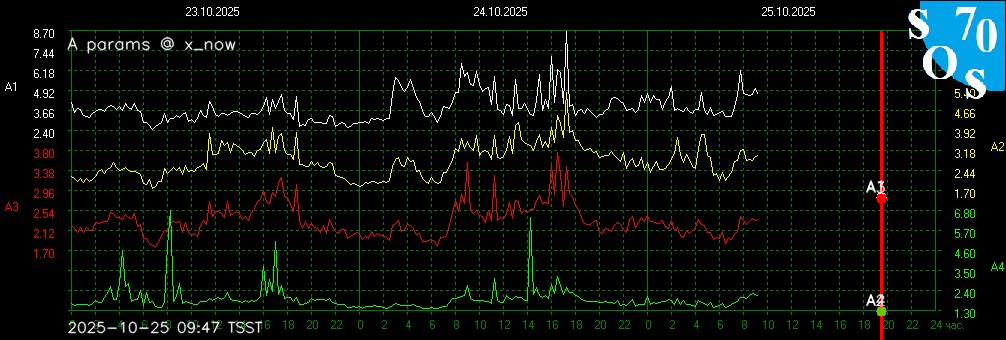 23.10.2025 24.10.2025 25.10.2025
SOS 70
A params @ x_now
A1
8.70
7.44
6.18
4.92
3.66
2.40
A3
3.80
3.38
2.96
2.54
2.12
1.70
A2
4.66
3.92
3.18
2.44
1.70
A4
6.80
5.70
4.60
3.50
2.40
1.30
2025-10-25 09:47 TSST
18 20 22 0 2 4 6 8 10 12 14 16 18 20 22 0 2 4 6 8 10 12 14 16 18 20 22 24 час.